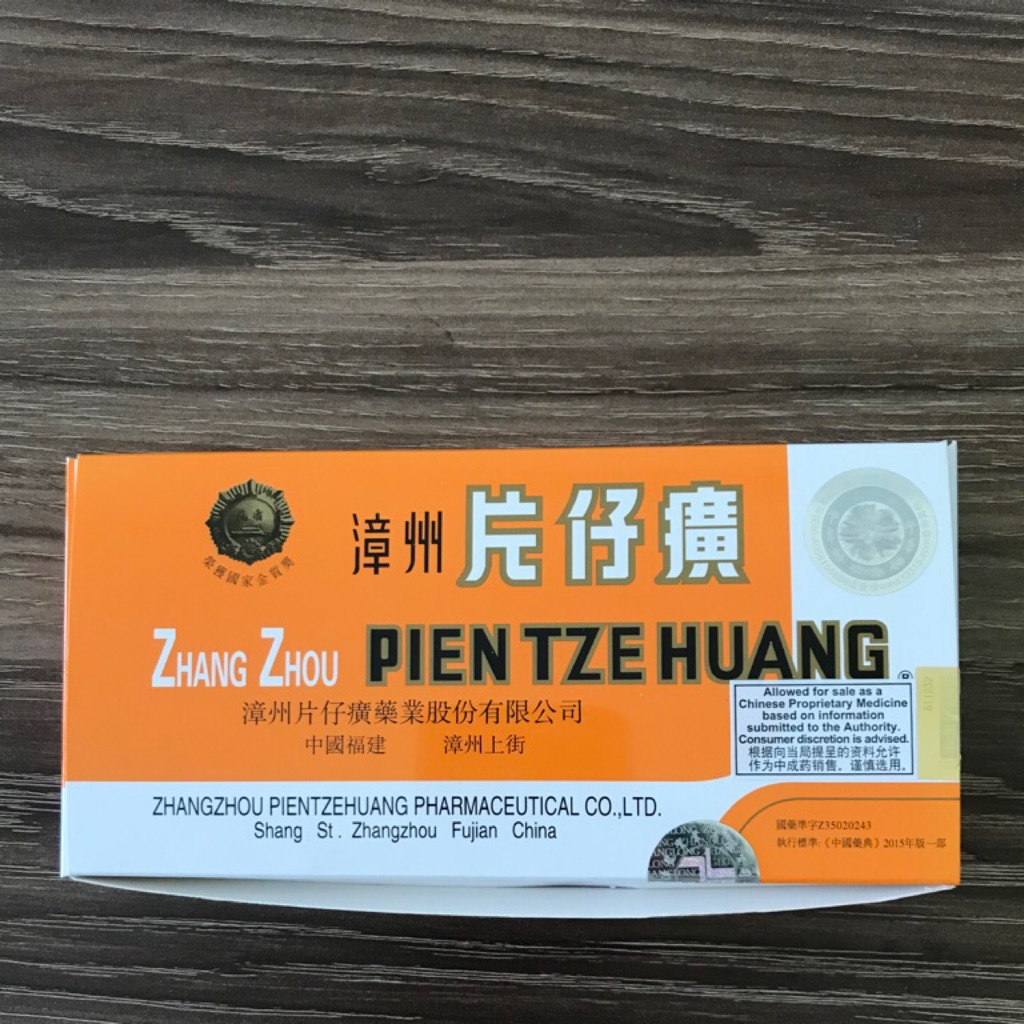 榮獲國家金質獎
漳州 片仔癀
ZHANG ZHOU PIEN TZE HUANG ®
漳州片仔癀藥業股份有限公司
中國福建 漳州上街
ZHANGZHOU PIENTZEHUANG PHARMACEUTICAL CO.,LTD.
Shang St. Zhangzhou Fujian China
611232
Allowed for sale as a
Chinese Proprietary Medicine
based on information
submitted to the Authority.
Consumer discretion is advised.
根据向当局提呈的资料允许
作为中成药销售。谨慎选用。
國藥準字Z35020243
執行標準:《中國藥典》2015年版一部